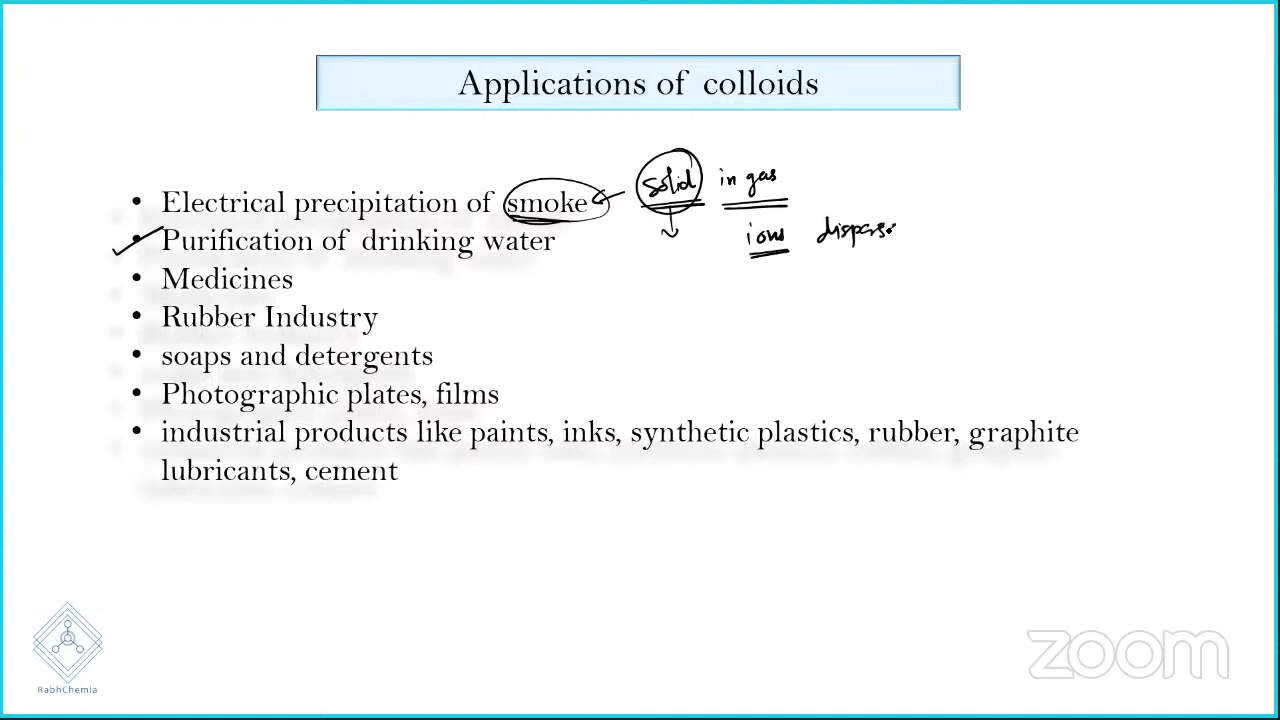 Applications of colloids
solid in gas
• Electrical precipitation of smoke
• Purification of drinking water
ions
• Medicines
• Rubber Industry
• soaps and detergents
• Photographic plates, films
• industrial products like paints, inks, synthetic plastics, rubber, graphite
lubricants, cement
RabhChemia
zoom